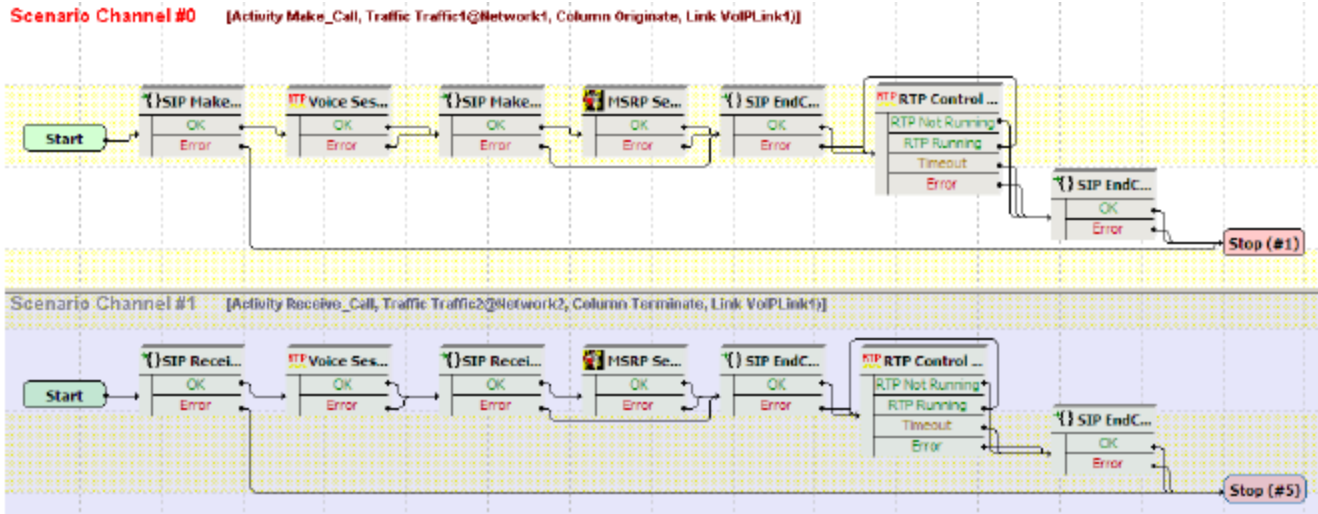 Scenario Channel #0 [Activity Make_Call, Traffic Traffic1@Network1, Column Originate, Link VoIPLink1)]
SIP Make... RTP Voice Ses... SIP Make... MSRP Se... SIP EndC... RTP RTP Control ...
OK OK OK OK OK RTP Not Running
Start Error Error Error Error Error RTP Running
Timeout
Error SIP EndC...
OK
Error Stop (#1)
Scenario Channel #1 [Activity Receive_Call, Traffic Traffic2@Network2, Column Terminate, Link VoIPLink1)]
SIP Recei... RTP Voice Ses... SIP Recei... MSRP Se... SIP EndC... RTP RTP Control ...
OK OK OK OK OK RTP Not Running
Start Error Error Error Error Error RTP Running
Timeout SIP EndC...
Error OK
Error
Stop (#5)